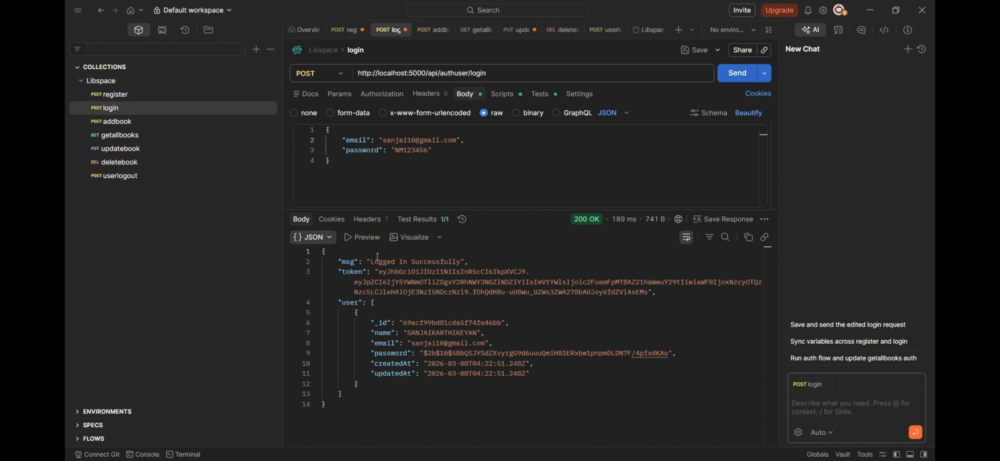 Default workspace
Search
Invite
Upgrade
Overvie
POST reg
POST log
POST addb
GET getallb
PUT upda
DEL delete
POST userl
Libspac
No enviro...
AI
New Chat
COLLECTIONS
Libspace
POST register
POST login
POST addbook
GET getallbooks
PUT updatebook
DEL deletebook
POST userlogout
ENVIRONMENTS
SPECS
FLOWS
HTTP Libspace > login
Save
Share
POST http://localhost:5000/api/authuser/login
Send
Docs Params Authorization Headers 8 Body Scripts Tests Settings
Cookies
none form-data x-www-form-urlencoded raw binary GraphQL JSON
Schema Beautify
1 {
2 "email": "sanjai10@gmail.com",
3 "password": "NM123456"
4 }
Body Cookies Headers 7 Test Results 1/1
200 OK 189 ms 741 B e.g. Save Response
{} JSON Preview Visualize
1 {
2 "msg": "Logged In Successfully",
3 "token": "eyJhbGciOiJIUzI1NiIsInR5cCI6IkpXVCJ9.
4 "user": [
5 {
6 "_id": "69acf99bd81cda5f74fe46bb",
7 "name": "SANJAIKARTHIKEYAN",
8 "email": "sanjai10@gmail.com",
9 "password": "$2b$10$5BbQSJYSdZXvyrgG9d6uuuQmiH81ERxbw1pnpmDLDN7F/4pfxdKAu",
10 "createdAt": "2026-03-08T04:22:51.248Z",
11 "updatedAt": "2026-03-08T04:22:51.248Z"
12 }
13 ]
14 }
Save and send the edited login request
Sync variables across register and login
Run auth flow and update getallbooks auth
POST login
Describe what you need. Press @ for
context, / for Skills.
Auto
Connect Git Console Terminal
Globals Vault Tools